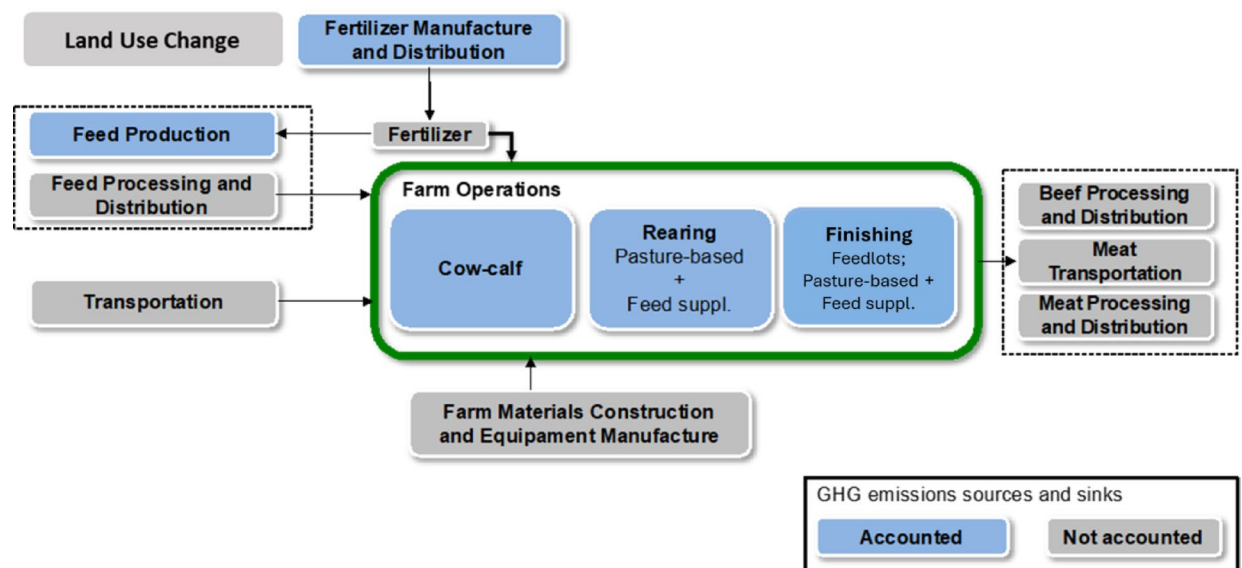 Land Use Change
Fertilizer Manufacture
and Distribution
Feed Production
Fertilizer
Feed Processing and
Distribution
Transportation
Farm Operations
Cow-calf
Rearing
Pasture-based
+
Feed suppl.
Finishing
Feedlots;
Pasture-based +
Feed suppl.
Beef Processing
and Distribution
Meat
Transportation
Meat Processing
and Distribution
Farm Materials Construction
and Equipament Manufacture
GHG emissions sources and sinks
Accounted
Not accounted